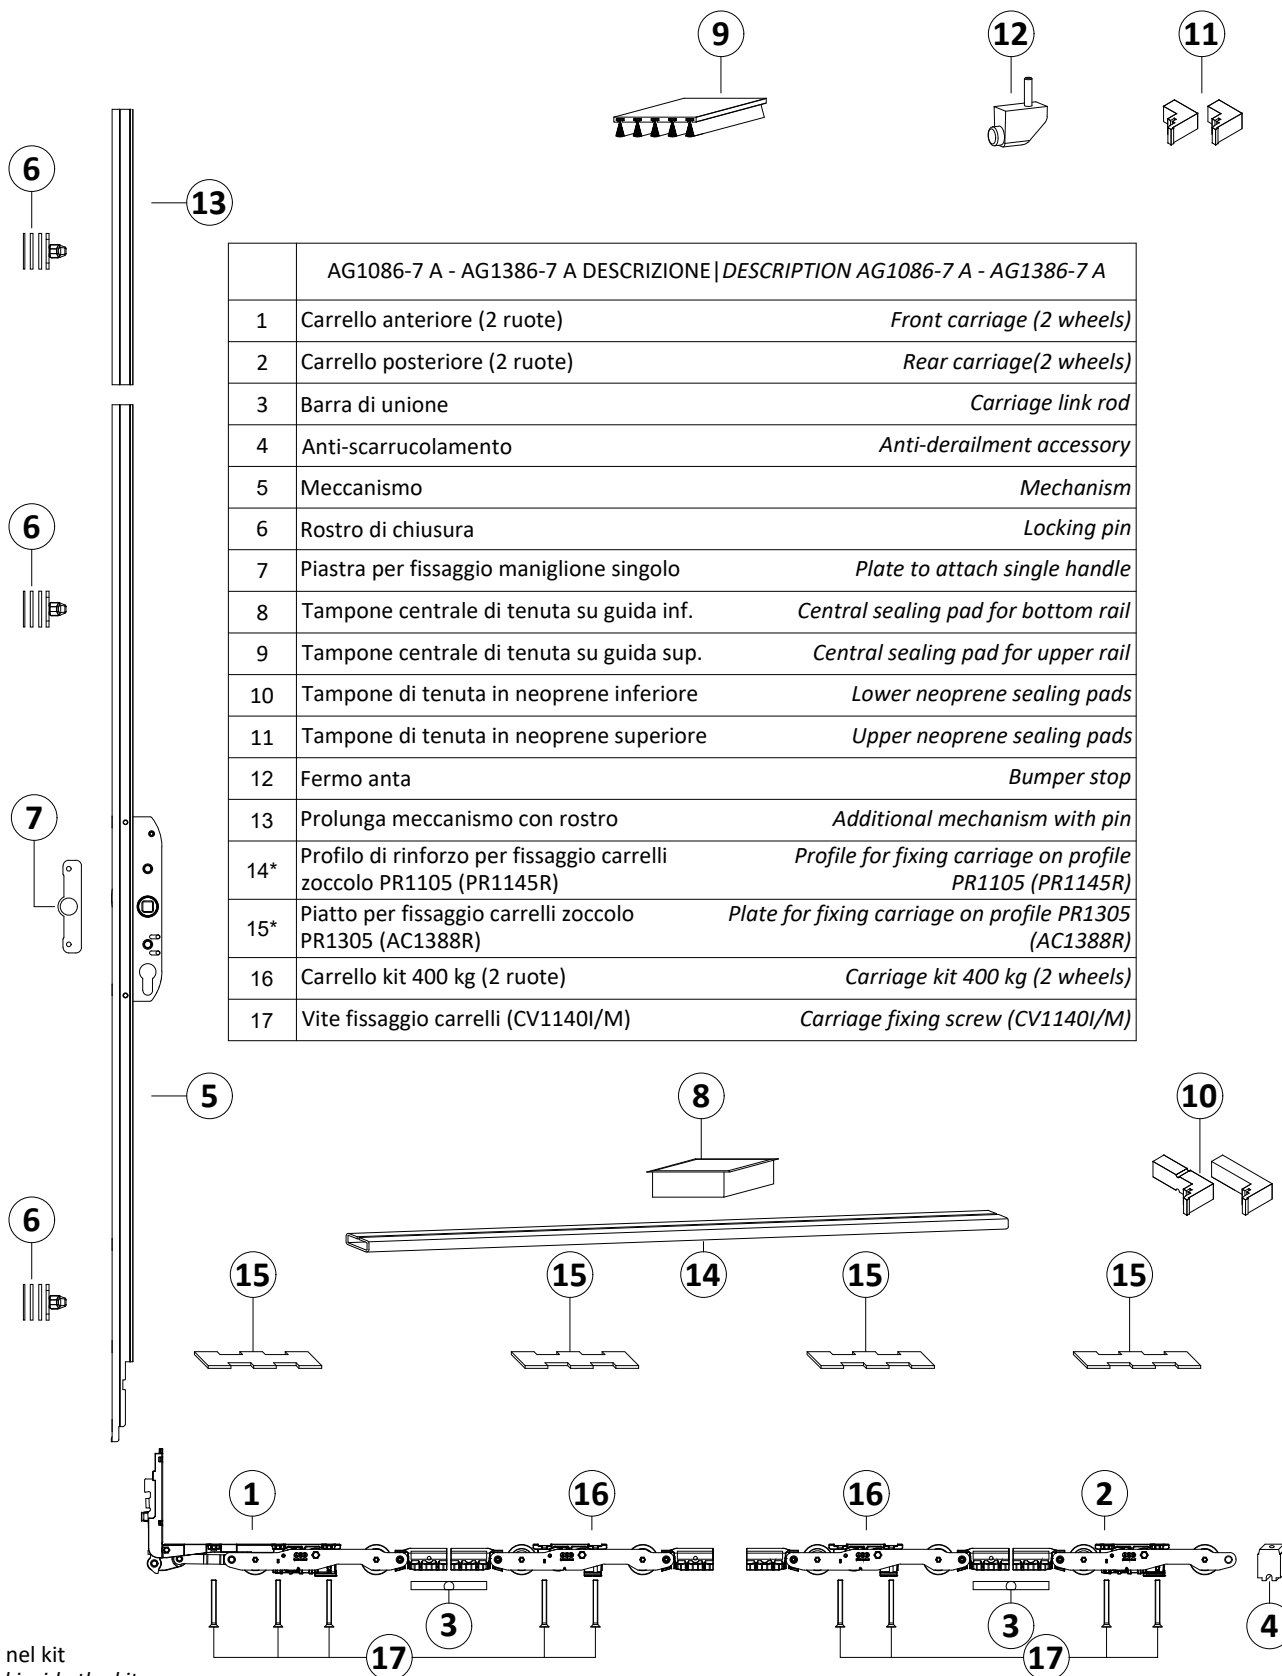 9
12
11
6
13
AG1086-7 A - AG1386-7 A DESCRIZIONE|DESCRIPTION AG1086-7 A - AG1386-7 A
1 Carrello anteriore (2 ruote) Front carriage (2 wheels)
2 Carrello posteriore (2 ruote) Rear carriage(2 wheels)
3 Barra di unione Carriage link rod
4 Anti-scarrucolamento Anti-derailment accessory
5 Meccanismo Mechanism
6 Rostro di chiusura Locking pin
7 Piastra per fissaggio maniglione singolo Plate to attach single handle
8 Tampone centrale di tenuta su guida inf. Central sealing pad for bottom rail
9 Tampone centrale di tenuta su guida sup. Central sealing pad for upper rail
10 Tampone di tenuta in neoprene inferiore Lower neoprene sealing pads
11 Tampone di tenuta in neoprene superiore Upper neoprene sealing pads
12 Fermo anta Bumper stop
13 Prolunga meccanismo con rostro Additional mechanism with pin
14* Profilo di rinforzo per fissaggio carrelli Profile for fixing carriage on profile
zoccolo PR1105 (PR1145R) PR1105 (PR1145R)
15* Piatto per fissaggio carrelli zoccolo Plate for fixing carriage on profile PR1305
PR1305 (AC1388R) (AC1388R)
16 Carrello kit 400 kg (2 ruote) Carriage kit 400 kg (2 wheels)
17 Vite fissaggio carrelli (CV1140I/M) Carriage fixing screw (CV1140I/M)
6
7
5
8
10
6
15
15
14
15
15
1
16
16
2
3
3
4
17
17
nel kit